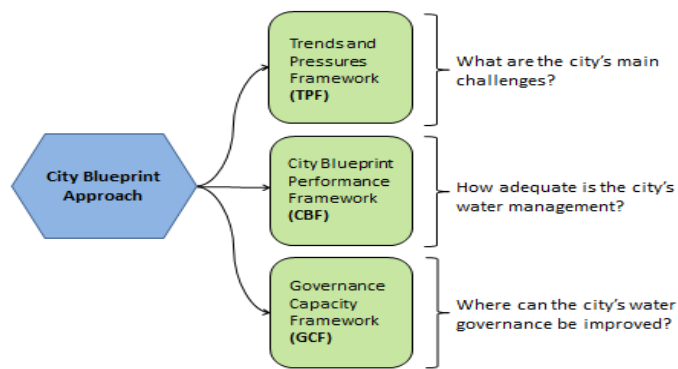 City Blueprint
Approach
Trends and
Pressures
Framework
(TPF)
What are the city's main
challenges?
City Blueprint
Performance
Framework
(CBF)
How adequate is the city's
water management?
Governance
Capacity
Framework
(GCF)
Where can the city's water
governance be improved?